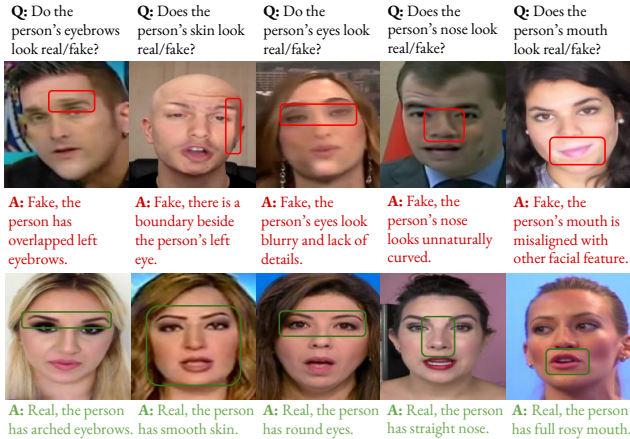 Q: Do the
person's eyebrows
look real/fake?
Q: Does the
person's skin look
real/fake?
Q: Do the
person's eyes look
real/fake?
Q: Does the
person's nose look
real/fake?
Q: Does the
person's mouth
look real/fake?
A: Fake, the
person has
overlapped left
eyebrows.
A: Fake, there is a
boundary beside
the person's left
eye.
A: Fake, the
person's eyes look
blurry and lack of
details.
A: Fake, the
person's nose
looks unnaturally
curved.
A: Fake, the
person's mouth is
misaligned with
other facial feature.
A: Real, the person
has arched eyebrows.
A: Real, the person
has smooth skin.
A: Real, the person
has round eyes.
A: Real, the person
has straight nose.
A: Real, the person
has full rosy mouth.